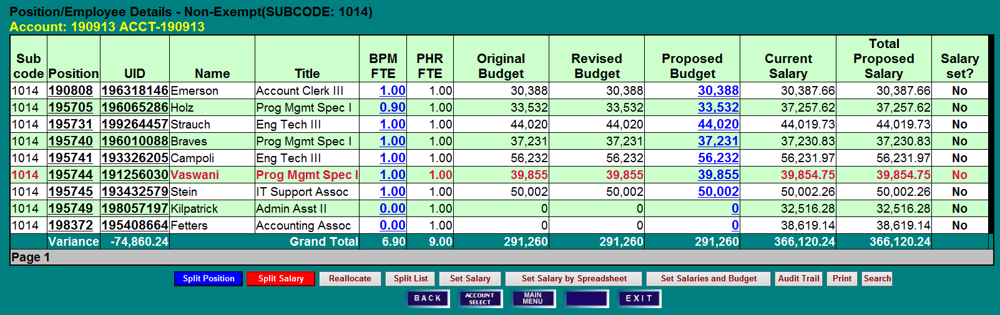 Position/Employee Details - Non-Exempt(SUBCODE: 1014)
Account: 190913 ACCT-190913
Sub code Position UID Name Title BPM FTE PHR FTE Original Budget Revised Budget Proposed Budget Current Salary Total Proposed Salary Salary set?
1014 190808 196318146 Emerson Account Clerk III 1.00 1.00 30,388 30,388 30,388 30,387.66 30,387.66 No
1014 195705 196065286 Holz Prog Mgmt Spec I 0.90 1.00 33,532 33,532 33,532 37,257.62 37,257.62 No
1014 195731 199264457 Strauch Eng Tech III 1.00 1.00 44,020 44,020 44,020 44,019.73 44,019.73 No
1014 195740 196010088 Braves Prog Mgmt Spec I 1.00 1.00 37,231 37,231 37,231 37,230.83 37,230.83 No
1014 195741 193326205 Campoli Eng Tech III 1.00 1.00 56,232 56,232 56,232 56,231.97 56,231.97 No
1014 195744 191256030 Vaswani Prog Mgmt Spec I 1.00 1.00 39,855 39,855 39,855 39,854.75 39,854.75 No
1014 195745 193432579 Stein IT Support Assoc 1.00 1.00 50,002 50,002 50,002 50,002.26 50,002.26 No
1014 195749 198057197 Kilpatrick Admin Asst II 0.00 1.00 0 0 0 32,516.28 32,516.28 No
1014 198372 195408664 Fetters Accounting Assoc 0.00 1.00 0 0 0 38,619.14 38,619.14 No
Variance -74,860.24 Grand Total 6.90 9.00 291,260 291,260 291,260 366,120.24 366,120.24
Page 1
Split Position Split Salary Reallocate Split List Set Salary Set Salary by Spreadsheet Set Salaries and Budget Audit Trail Print Search
BACK ACCOUNT SELECT MAIN MENU EXIT